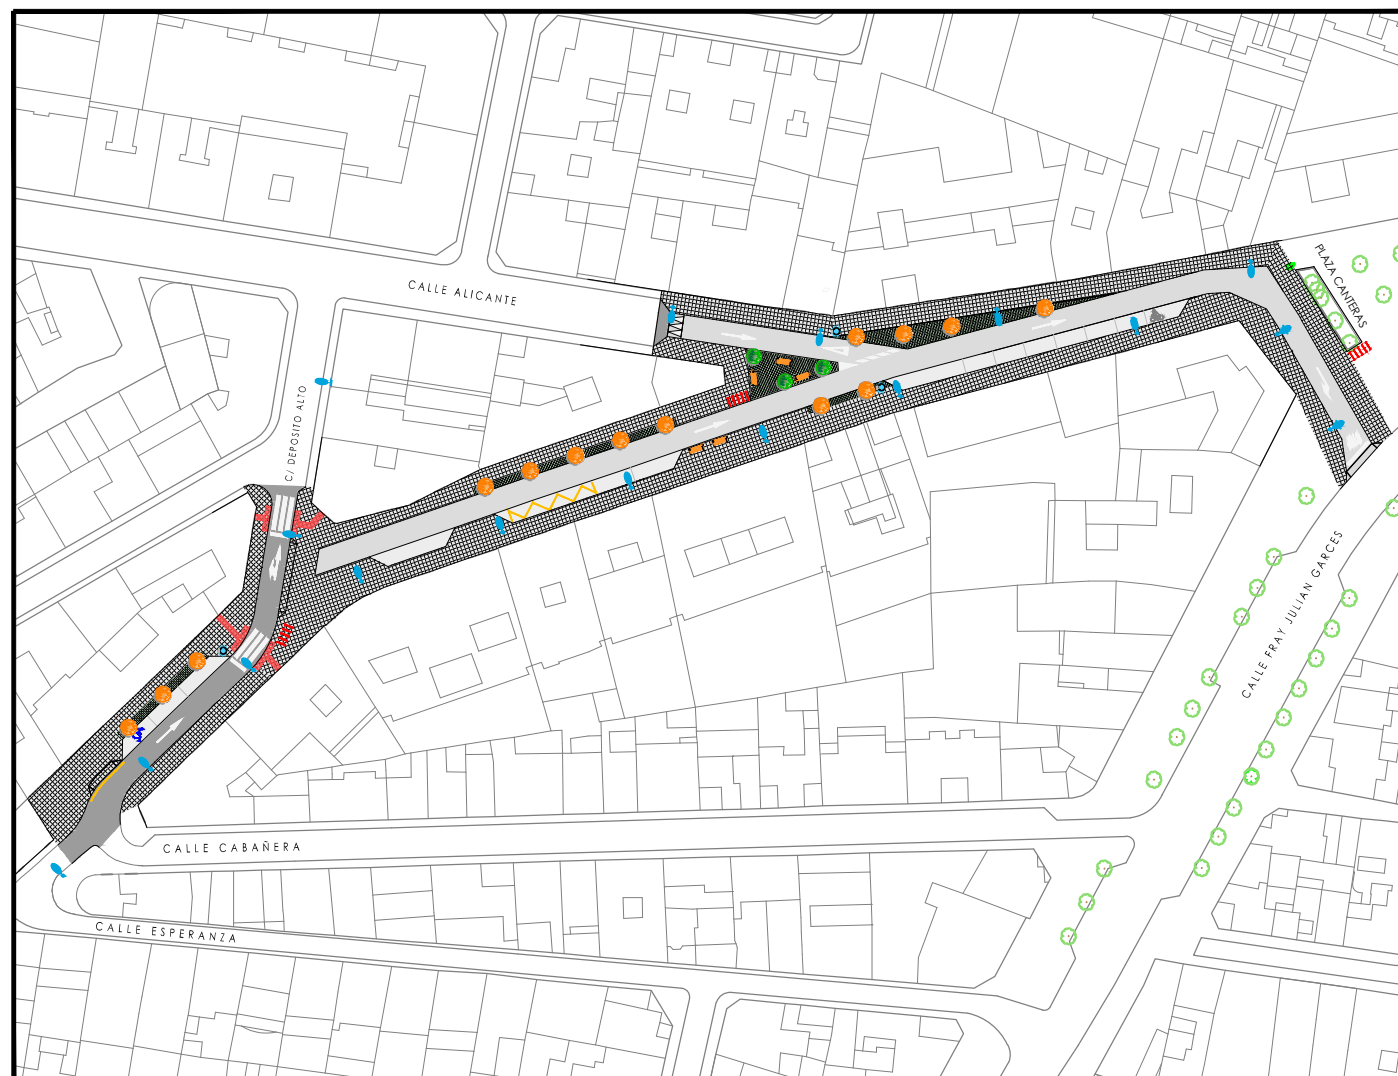 PLAZA CANTERAS
CALLE ALICANTE
C/ DEPOSITO ALTO
CALLE FRAY JULIAN GARCES
CALLE CABAÑERA
CALLE ESPERANZA